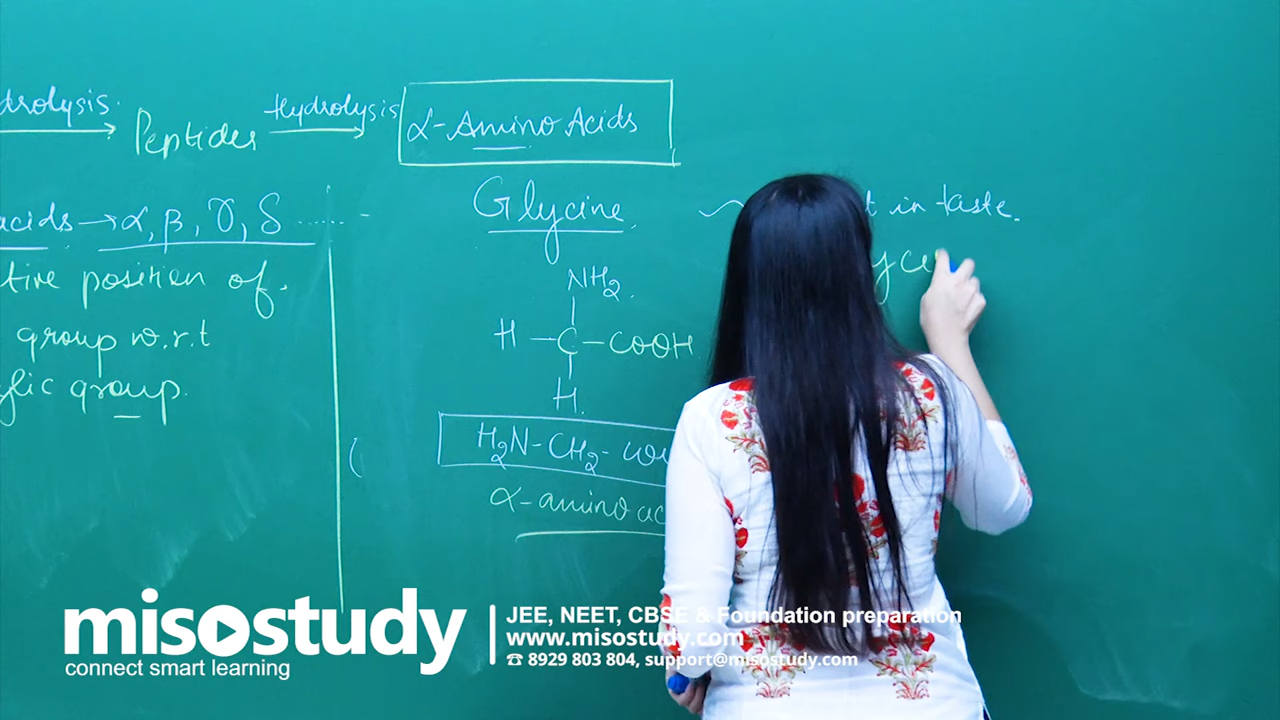 drolysis. Peptides Hydrolysis α-Amino Acids
acids → α, β, γ, δ ......
tive position of.
group w.r.t
ylic group.
Glycine
NH2.
H - C - COOH
H.
H2N-CH2-
α-amino ac
t in taste.
yce
misostudy
connect smart learning
JEE, NEET, CBSE & Foundation preparation
www.misostudy.com
☎ 8929 803 804, support@misostudy.com